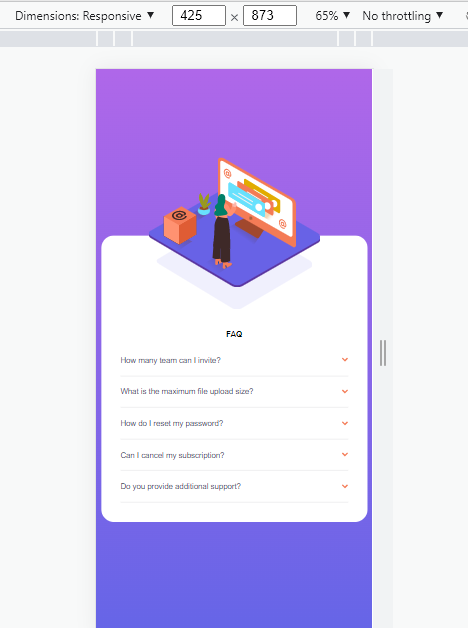 Dimensions: Responsive ▼ 425 × 873 65% ▼ No throttling ▼
FAQ
How many team can I invite?
What is the maximum file upload size?
How do I reset my password?
Can I cancel my subscription?
Do you provide additional support?